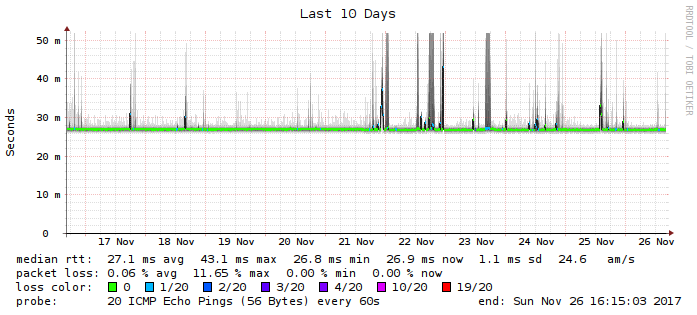 Last 10 Days
RRDTOOL / TOBI OETIKER
Seconds
50 m
40 m
30 m
20 m
10 m
0
17 Nov 18 Nov 19 Nov 20 Nov 21 Nov 22 Nov 23 Nov 24 Nov 25 Nov 26 Nov
median rtt: 27.1 ms avg 43.1 ms max 26.8 ms min 26.9 ms now 1.1 ms sd 24.6 am/s
packet loss: 0.06 % avg 11.65 % max 0.00 % min 0.00 % now
loss color: 0 1/20 2/20 3/20 4/20 10/20 19/20
probe: 20 ICMP Echo Pings (56 Bytes) every 60s end: Sun Nov 26 16:15:03 2017